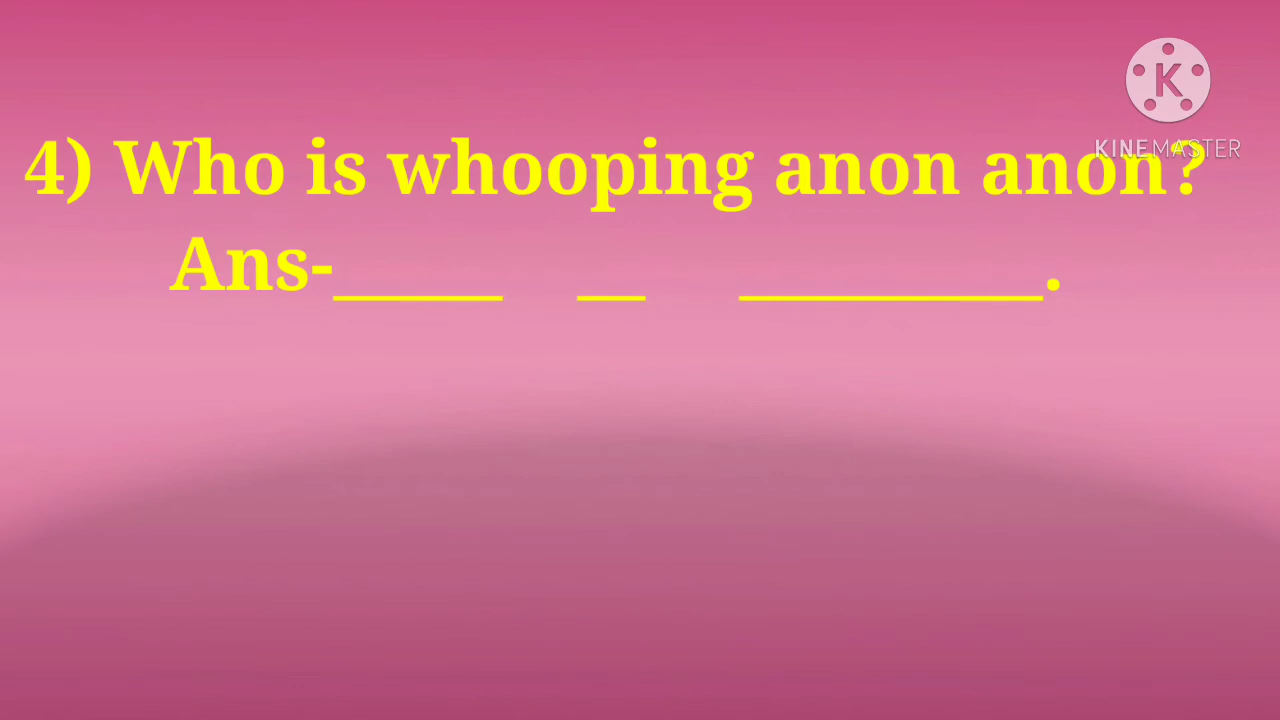 4) Who is whooping anon anon?
Ans-_____ __ _________.
K
KINEMASTER